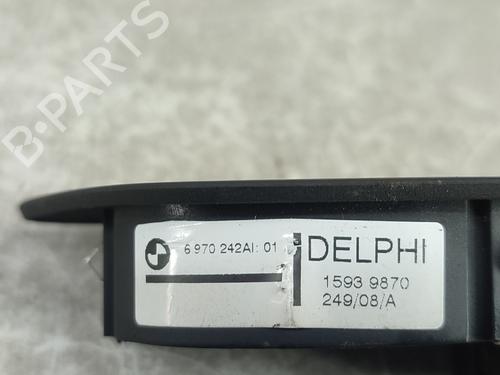 B-PARTS
6 970 242AI: 01
DELPHI
1593 9870
249/08/A